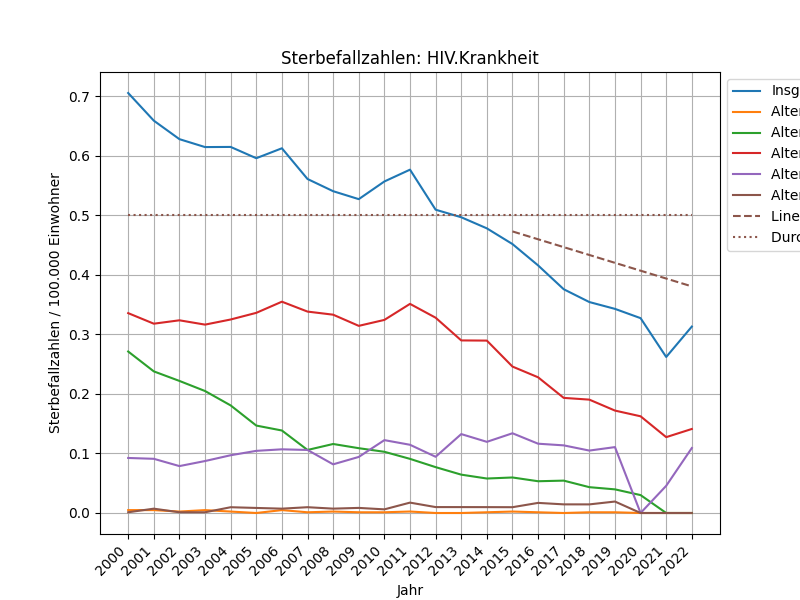 Sterbefallzahlen: HIV.Krankheit
Sterbefallzahlen / 100.000 Einwohner
0.7
0.6
0.5
0.4
0.3
0.2
0.1
0.0
2000
2001
2002
2003
2004
2005
2006
2007
2008
2009
2010
2011
2012
2013
2014
2015
2016
2017
2018
2019
2020
2021
2022
Jahr
Insg
Alter
Alter
Alter
Alter
Alter
Line
Durc